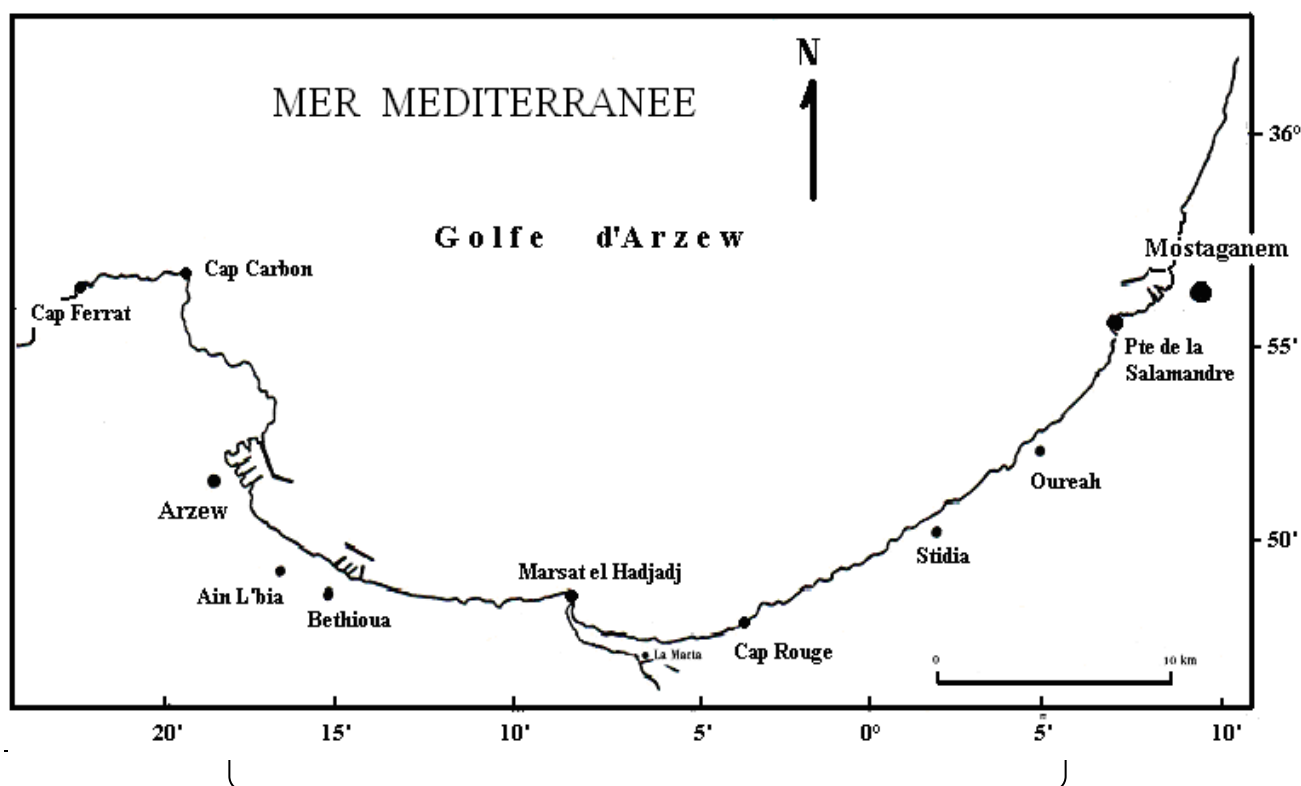 N
MER MEDITERRANEE
36°
Golfe d'Arzew
Mostaganem
Cap Carbon
Cap Ferrat
Pte de la
Salamandre
55'
Oureah
Arzew
Stidia
50'
Marsat el Hadjadj
Ain L'bia
Bethioua
La Macta
Cap Rouge
0 10 km
20' 15' 10' 5' 0° 5' 10'